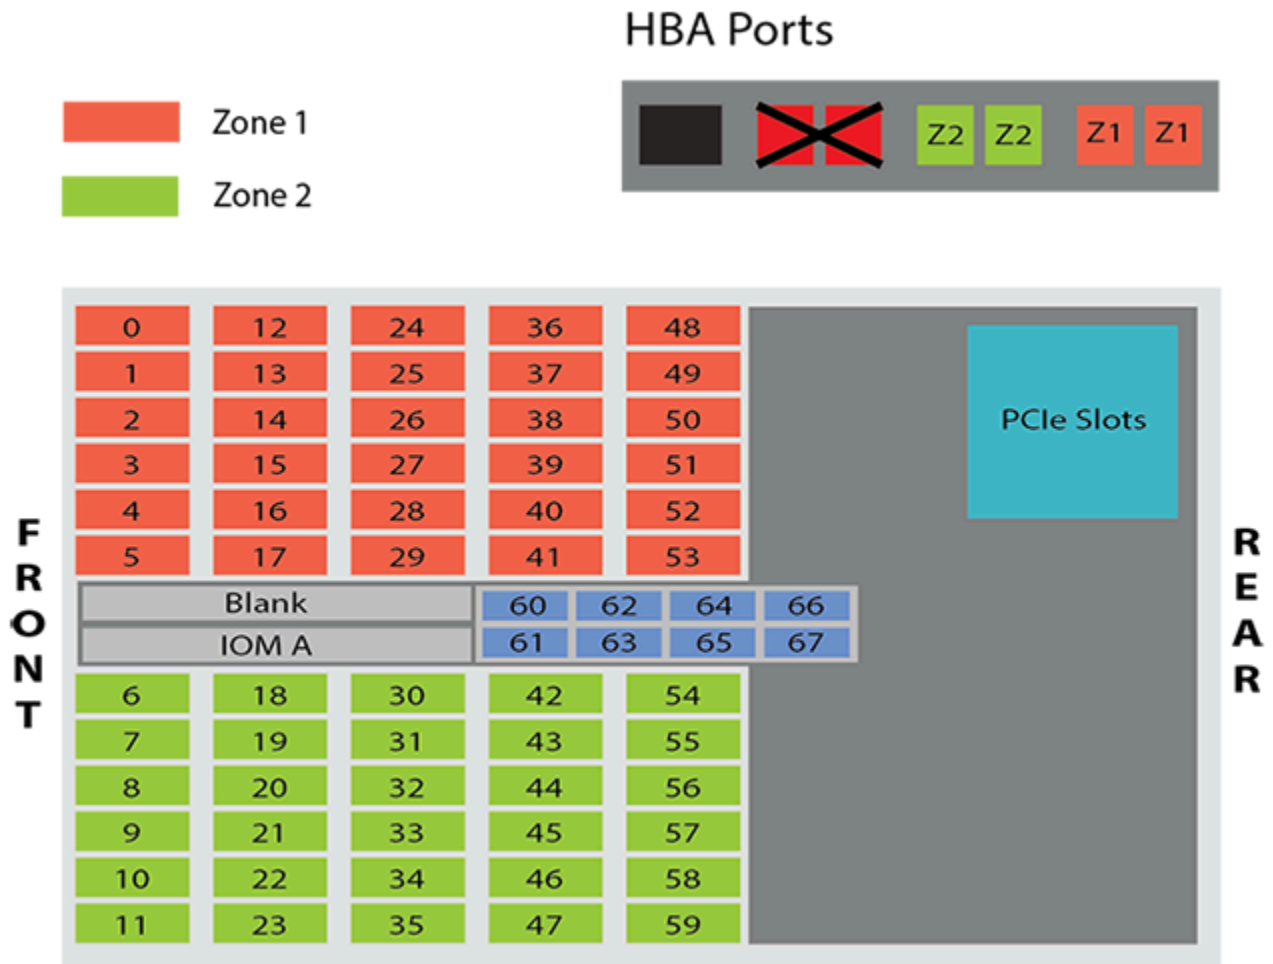 HBA Ports
Zone 1
Zone 2
Z2 Z2 Z1 Z1
0 12 24 36 48
1 13 25 37 49
2 14 26 38 50
3 15 27 39 51
4 16 28 40 52
5 17 29 41 53
Blank 60 62 64 66
IOM A 61 63 65 67
6 18 30 42 54
7 19 31 43 55
8 20 32 44 56
9 21 33 45 57
10 22 34 46 58
11 23 35 47 59
PCIe Slots
FRONT
REAR